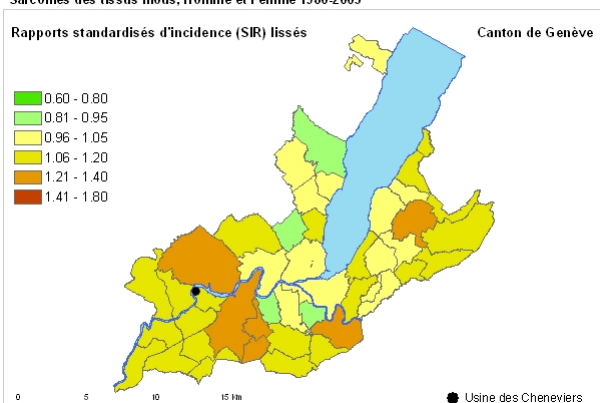 Sarcomes des tissus mous, Homme et Femme 1980-2005
Rapports standardisés d'incidence (SIR) lissés
Canton de Genève
0.60 - 0.80
0.81 - 0.95
0.96 - 1.05
1.06 - 1.20
1.21 - 1.40
1.41 - 1.80
0 5 10 15 km
Usine des Cheneviers